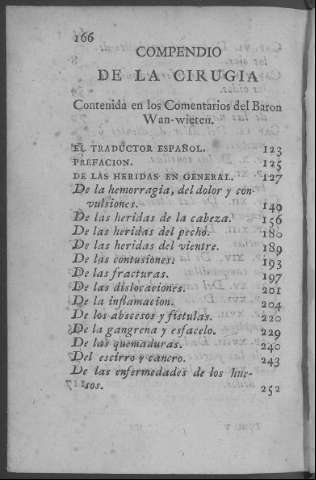 166
COMPENDIO
DE LA CIRUGIA
Contenida en los Comentarios del Baron
Wan-wieten.
EL TRADUCTOR ESPAÑOL. 123
PREFACION. 125
DE LAS HERIDAS EN GENERAL. 127
De la hemorragia, del dolor y con-
vulsiones. 149
De las heridas de la cabeza. 156
De las heridas del pecho. 180
De las heridas del vientre. 189
De las contusiones. 193
De las fracturas. 197
De las dislocaciones. 201
De la inflamacion. 204
De los abscesos y fistulas. 220
De la gangrena y esfacelo. 229
De las quemaduras. 240
Del escirro y cancro. 243
De las enfermedades de los hue-
sos. 252